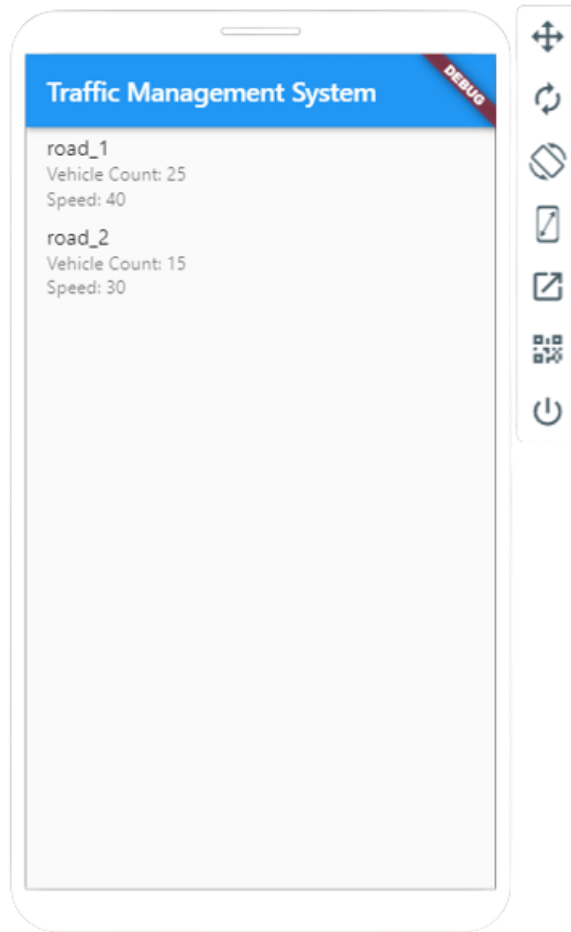 Traffic Management System
DEBUG
road_1
Vehicle Count: 25
Speed: 40
road_2
Vehicle Count: 15
Speed: 30